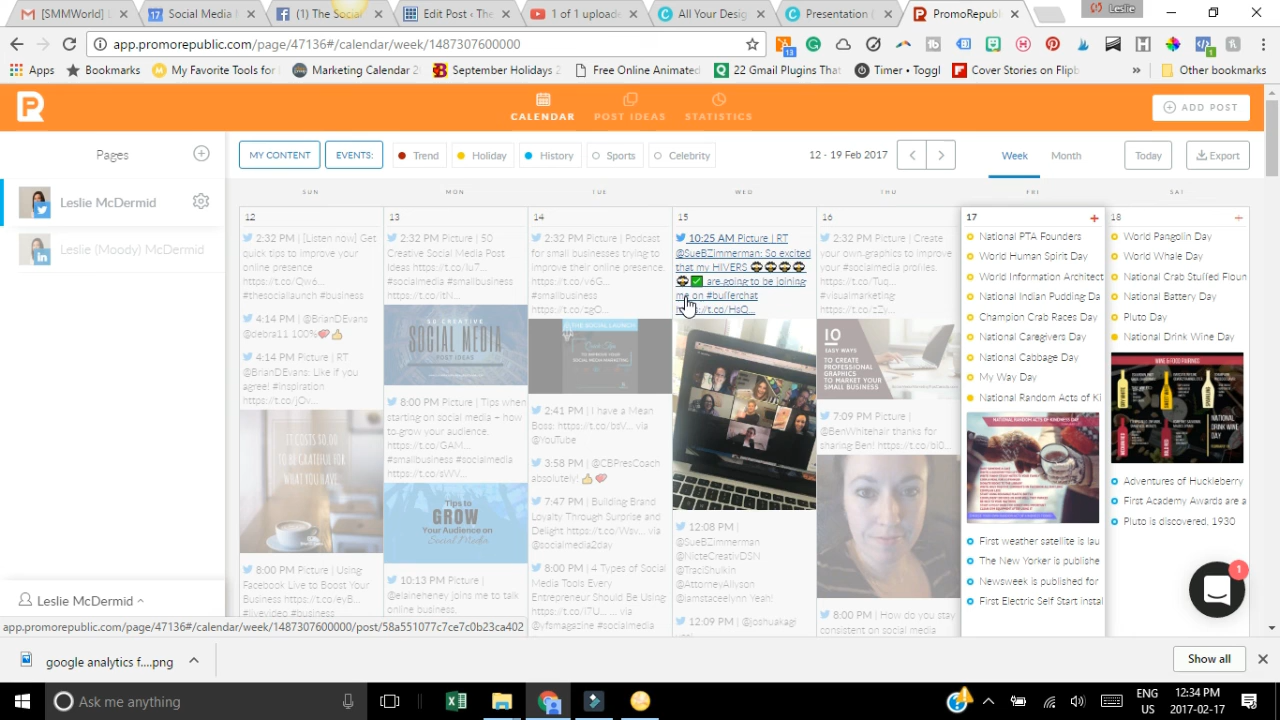 [SMMWorld] L
Social Media
(1) The Social
Edit Post ‹ The
1 of 1 uploade
All Your Desig
Presentation (
PromoRepubl
Leslie
app.promorepublic.com/page/47136#/calendar/week/1487307600000
Apps
Bookmarks
My Favorite Tools for
Marketing Calendar 2
September Holidays 2
Free Online Animated
22 Gmail Plugins That
Timer • Toggl
Cover Stories on Flipb
Other bookmarks
CALENDAR
POST IDEAS
STATISTICS
ADD POST
Pages
MY CONTENT
EVENTS:
Trend
Holiday
History
Sports
Celebrity
12 - 19 Feb 2017
Week
Month
Today
Export
Leslie McDermid
Leslie (Moody) McDermid
SUN
MON
TUE
WED
THU
FRI
SAT
12
2:32 PM | [Listen now] Get
quick tips to improve your
online presence
#thesociallaunch #business
4:14 PM | @BrianDEvans
@debra11 100%
4:14 PM Picture | RT
@BrianDEvans: Like if you
agree! #inspiration
IT COSTS $0
TO BE GRATEFUL FOR
8:00 PM Picture | Using
Facebook Live to Boost Your
Business
#livevideo #business
13
2:32 PM Picture | 50
Creative Social Media Post
Ideas
#socialmedia #smallbusiness
50 CREATIVE
SOCIAL MEDIA
POST IDEAS
8:00 PM Picture | Tips when
starting on social media – how
to grow your audience:
#smallbusiness #socialmedia
Tips to
GROW
Your Audience on
Social Media
10:13 PM Picture |
@elaineheney join me to talk
online business,
14
2:32 PM Picture | Podcast
for small businesses trying to
improve their online presence.
#smallbusiness
THE SOCIAL LAUNCH
TO IMPROVE YOUR
SOCIAL MEDIA MARKETING
2:41 PM | I have a Mean
Boss: via
@YouTube
3:58 PM | @CBPresCoach
absolutely!
7:47 PM | Building Brand
Loyalty Through Surprise and
Delight via
@socialmedia2day
8:00 PM | 4 Types of Social
Media Tools Every
Entrepreneur Should Be Using
via
@yfsmagazine #socialmedia
15
10:25 AM Picture | RT
@SueBZimmerman: So excited
that my HIVERS
are going to be joining
me on #bufferchat
12:08 PM |
@SueBZimmerman
@NicteCreativDSN
@TraciShuikin
@AttorneyAllyson
@iamstaceelynn Yeah!
12:09 PM | @joshuakagi
16
2:32 PM Picture | Create
your own graphics to improve
your #socialmedia profiles.
#visualmarketing
10
EASY WAYS
TO CREATE
PROFESSIONAL
GRAPHICS
TO MARKET YOUR
SMALL BUSINESS
7:09 PM Picture |
@BenWhitehair thanks for
sharing Ben!
8:00 PM | How do you stay
consistent on social media
17
+
National PTA Founders
World Human Spirit Day
World Information Architect
National Indian Pudding Da
Champion Crab Races Day
National Caregivers Day
National Cabbage Day
My Way Day
National Random Acts of Ki
NATIONAL RANDOM ACTS OF KINDNESS DAY
First weather satellite is lau
The New Yorker is publishe
Newsweek is published for
First Electric Self Start instal
18
+
World Pangolin Day
World Whale Day
National Crab Stuffed Floun
National Battery Day
Pluto Day
National Drink Wine Day
WINE & FOOD PAIRINGS
NATIONAL
DRINK WINE
DAY
Adventures of Huckleberry
First Academy Awards are a
Pluto is discovered, 1930
Leslie McDermid
1
app.promorepublic.com/page/47136#/calendar/week/1487307600000/post/58a551077c7ce7c0b23ca402
google analytics f....png
Show all
Ask me anything
ENG
US
12:34 PM
2017-02-17